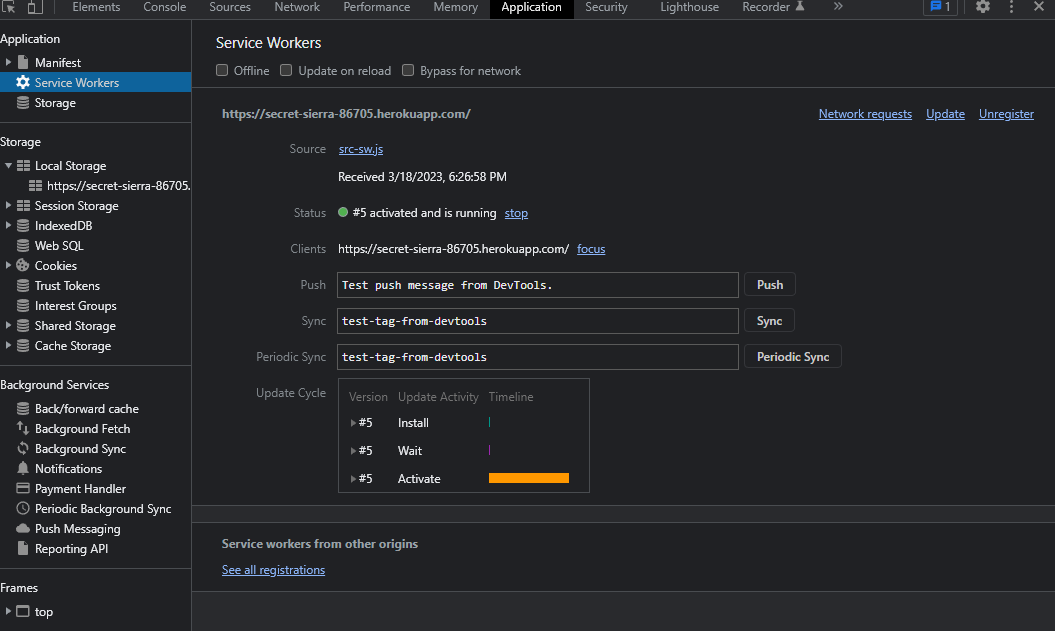 Elements Console Sources Network Performance Memory Application Security Lighthouse Recorder 1
Application
Manifest
Service Workers
Storage
Storage
Local Storage
https://secret-sierra-86705.
Session Storage
IndexedDB
Web SQL
Cookies
Trust Tokens
Interest Groups
Shared Storage
Cache Storage
Background Services
Back/forward cache
Background Fetch
Background Sync
Notifications
Payment Handler
Periodic Background Sync
Push Messaging
Reporting API
Frames
top
Service Workers
Offline Update on reload Bypass for network
https://secret-sierra-86705.herokuapp.com/ Network requests Update Unregister
Source src-sw.js
Received 3/18/2023, 6:26:58 PM
Status #5 activated and is running stop
Clients https://secret-sierra-86705.herokuapp.com/ focus
Push Test push message from DevTools. Push
Sync test-tag-from-devtools Sync
Periodic Sync test-tag-from-devtools Periodic Sync
Update Cycle Version Update Activity Timeline
#5 Install
#5 Wait
#5 Activate
Service workers from other origins
See all registrations